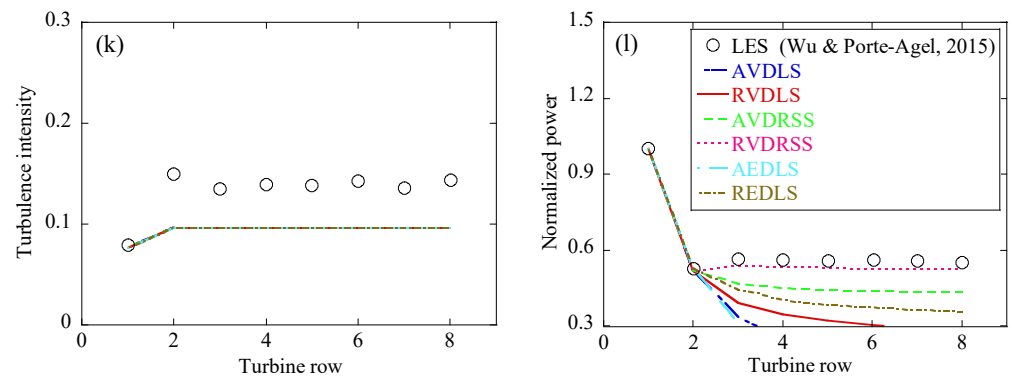 (k)
Turbulence intensity
0.3
0.2
0.1
0
0
2
4
6
8
Turbine row
(l)
Normalized power
1.5
1.2
0.9
0.6
0.3
0
2
4
6
8
Turbine row
LES (Wu & Porte-Agel, 2015)
AVDLS
RVDLS
AVDRSS
RVDRSS
AEDLS
REDLS